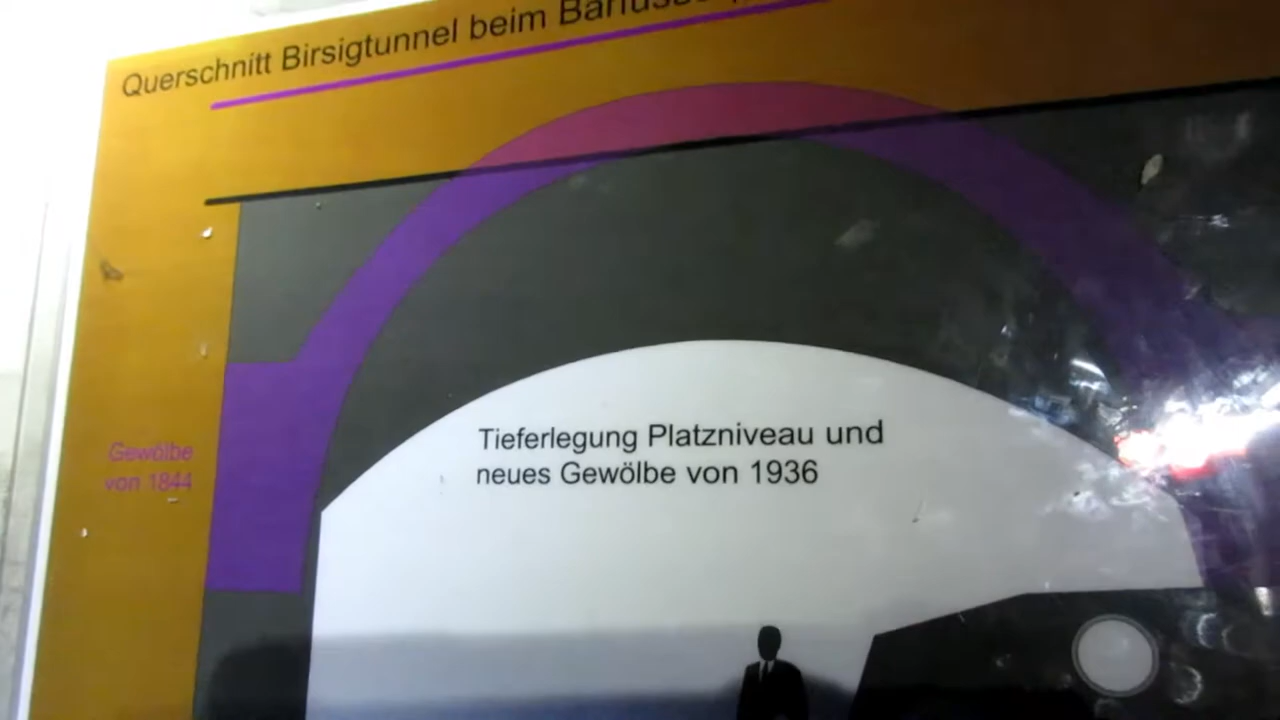 Querschnitt Birsigtunnel beim
Gewölbe
von 1844
Tieferlegung Platzniveau und
neues Gewölbe von 1936